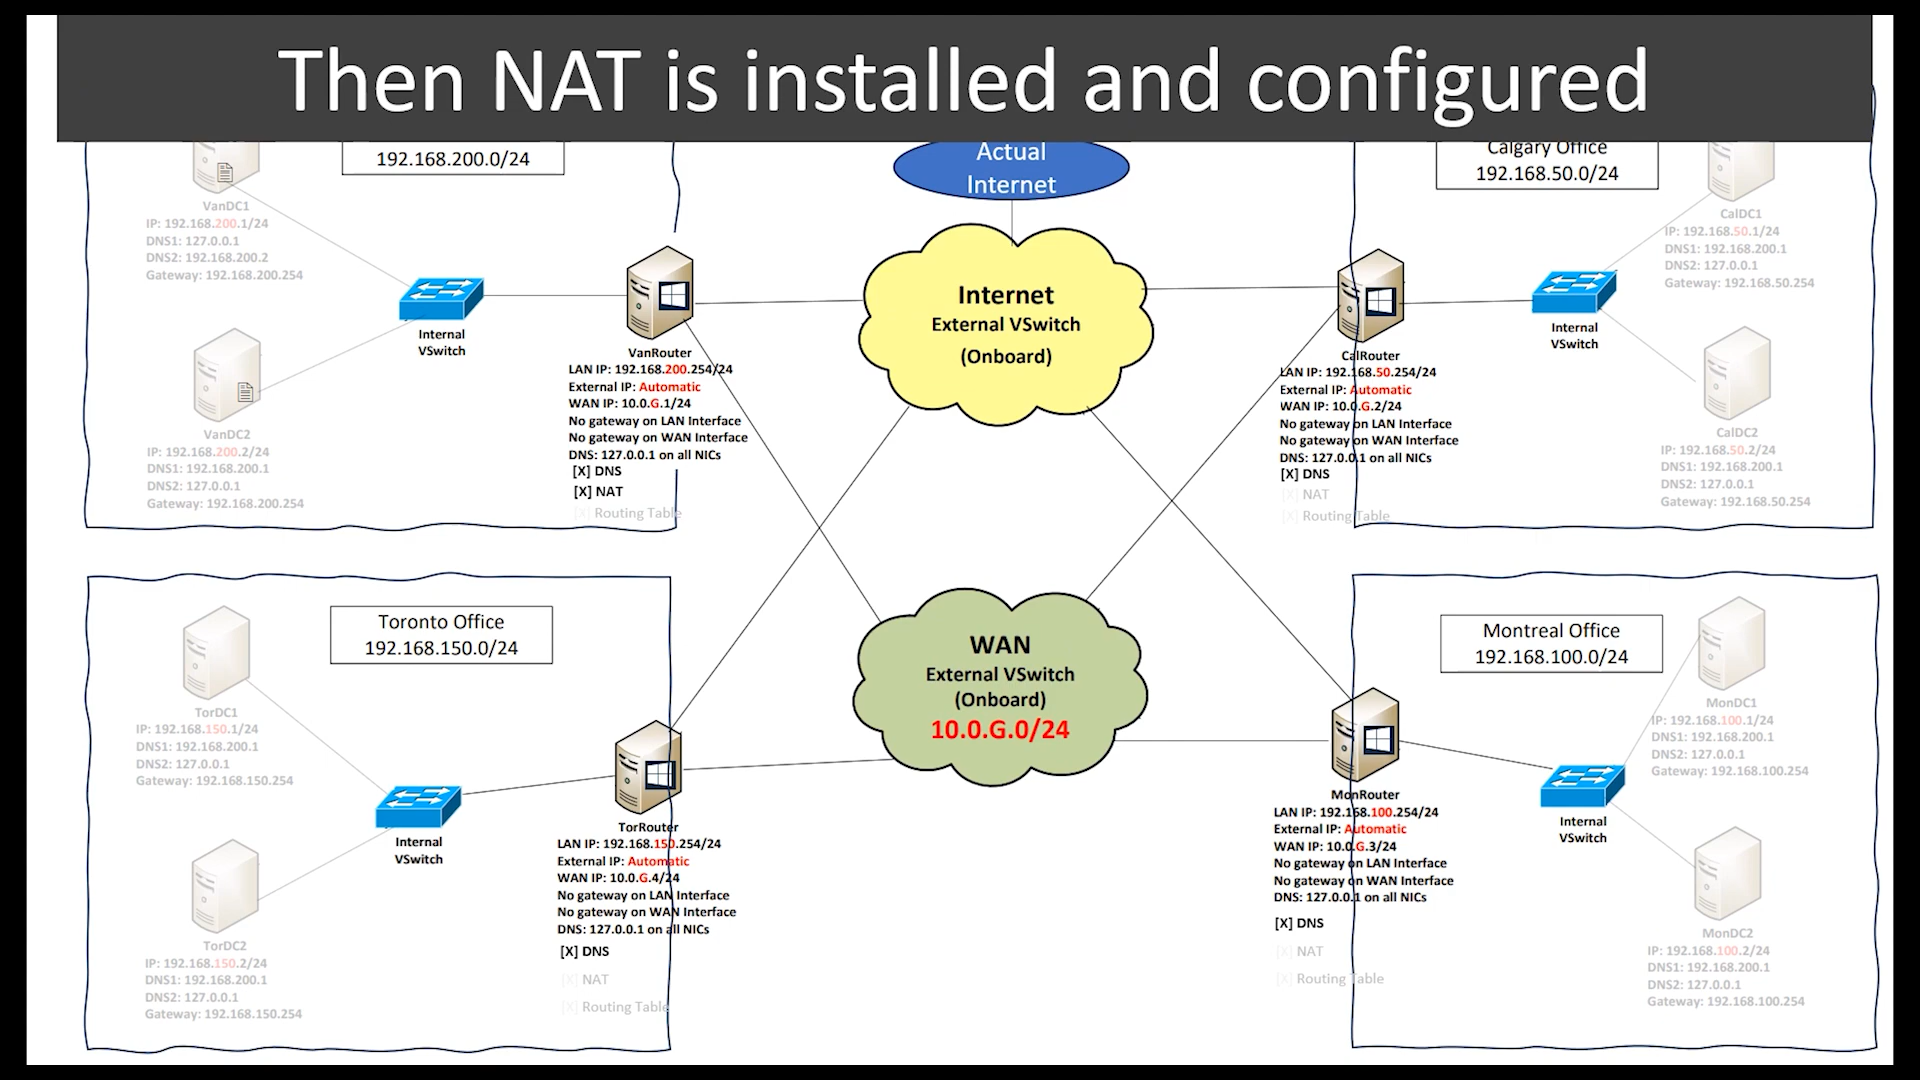 Then NAT is installed and configured
192.168.200.0/24
Actual
Internet
Calgary Office
192.168.50.0/24
VanDC1
IP: 192.168.200.1/24
DNS1: 127.0.0.1
DNS2: 192.168.200.2
Gateway: 192.168.200.254
Internal
VSwitch
VanDC2
IP: 192.168.200.2/24
DNS1: 192.168.200.1
DNS2: 127.0.0.1
Gateway: 192.168.200.254
VanRouter
LAN IP: 192.168.200.254/24
External IP: Automatic
WAN IP: 10.0.G.1/24
No gateway on LAN Interface
No gateway on WAN Interface
DNS: 127.0.0.1 on all NICs
[X] DNS
[X] NAT
[X] Routing Table
Internet
External VSwitch
(Onboard)
CalRouter
LAN IP: 192.168.50.254/24
External IP: Automatic
WAN IP: 10.0.G.2/24
No gateway on LAN Interface
No gateway on WAN Interface
DNS: 127.0.0.1 on all NICs
[X] DNS
[X] NAT
[X] Routing Table
Internal
VSwitch
CalDC1
IP: 192.168.50.1/24
DNS1: 192.168.200.1
DNS2: 127.0.0.1
Gateway: 192.168.50.254
CalDC2
IP: 192.168.50.2/24
DNS1: 192.168.200.1
DNS2: 127.0.0.1
Gateway: 192.168.50.254
Toronto Office
192.168.150.0/24
TorDC1
IP: 192.168.150.1/24
DNS1: 192.168.200.1
DNS2: 127.0.0.1
Gateway: 192.168.150.254
Internal
VSwitch
TorDC2
IP: 192.168.150.2/24
DNS1: 192.168.200.1
DNS2: 127.0.0.1
Gateway: 192.168.150.254
TorRouter
LAN IP: 192.168.150.254/24
External IP: Automatic
WAN IP: 10.0.G.4/24
No gateway on LAN Interface
No gateway on WAN Interface
DNS: 127.0.0.1 on all NICs
[X] DNS
[X] NAT
[X] Routing Table
WAN
External VSwitch
(Onboard)
10.0.G.0/24
Montreal Office
192.168.100.0/24
MonRouter
LAN IP: 192.168.100.254/24
External IP: Automatic
WAN IP: 10.0.G.3/24
No gateway on LAN Interface
No gateway on WAN Interface
DNS: 127.0.0.1 on all NICs
[X] DNS
[X] NAT
[X] Routing Table
Internal
VSwitch
MonDC1
IP: 192.168.100.1/24
DNS1: 192.168.200.1
DNS2: 127.0.0.1
Gateway: 192.168.100.254
MonDC2
IP: 192.168.100.2/24
DNS1: 192.168.200.1
DNS2: 127.0.0.1
Gateway: 192.168.100.254